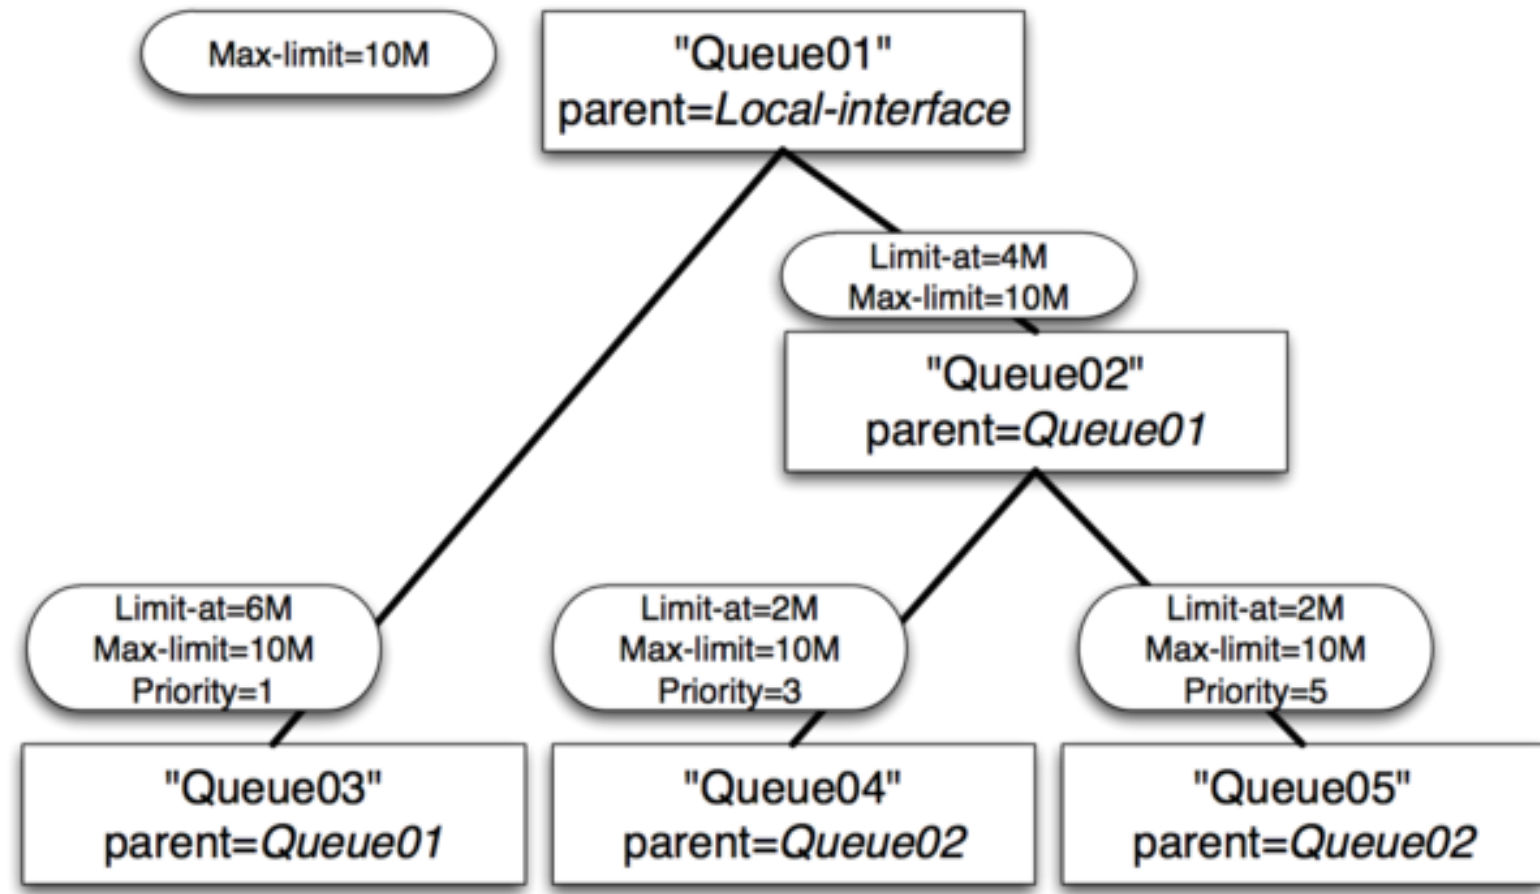 Max-limit=10M
"Queue01"
parent=Local-interface
Limit-at=4M
Max-limit=10M
"Queue02"
parent=Queue01
Limit-at=6M
Max-limit=10M
Priority=1
Limit-at=2M
Max-limit=10M
Priority=3
Limit-at=2M
Max-limit=10M
Priority=5
"Queue03"
parent=Queue01
"Queue04"
parent=Queue02
"Queue05"
parent=Queue02